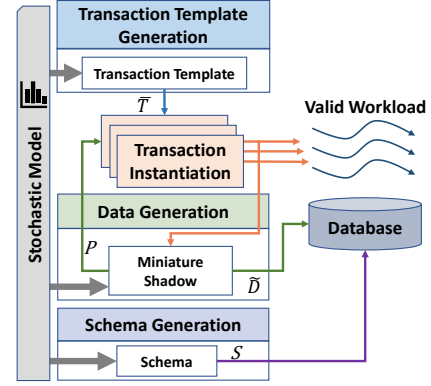 Transaction Template
Generation
Transaction Template
T̅
Stochastic Model
Transaction
Instantiation
Valid Workload
Data Generation
P
Miniature
Shadow
D̃
Database
Schema Generation
Schema
S